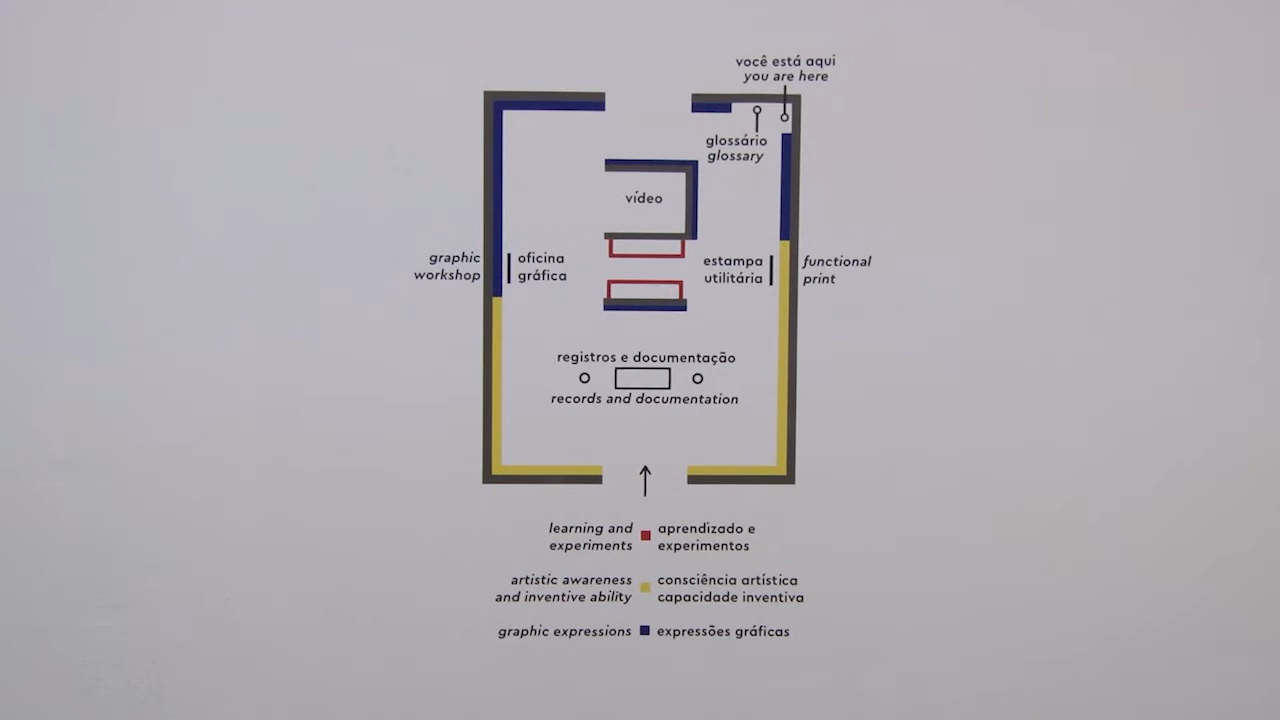 você está aqui
you are here
glossário
glossary
vídeo
graphic
workshop
oficina
gráfica
estampa
utilitária
functional
print
registros e documentação
records and documentation
learning and
experiments
aprendizado e
experimentos
artistic awareness
and inventive ability
consciência artística
capacidade inventiva
graphic expressions
expressões gráficas